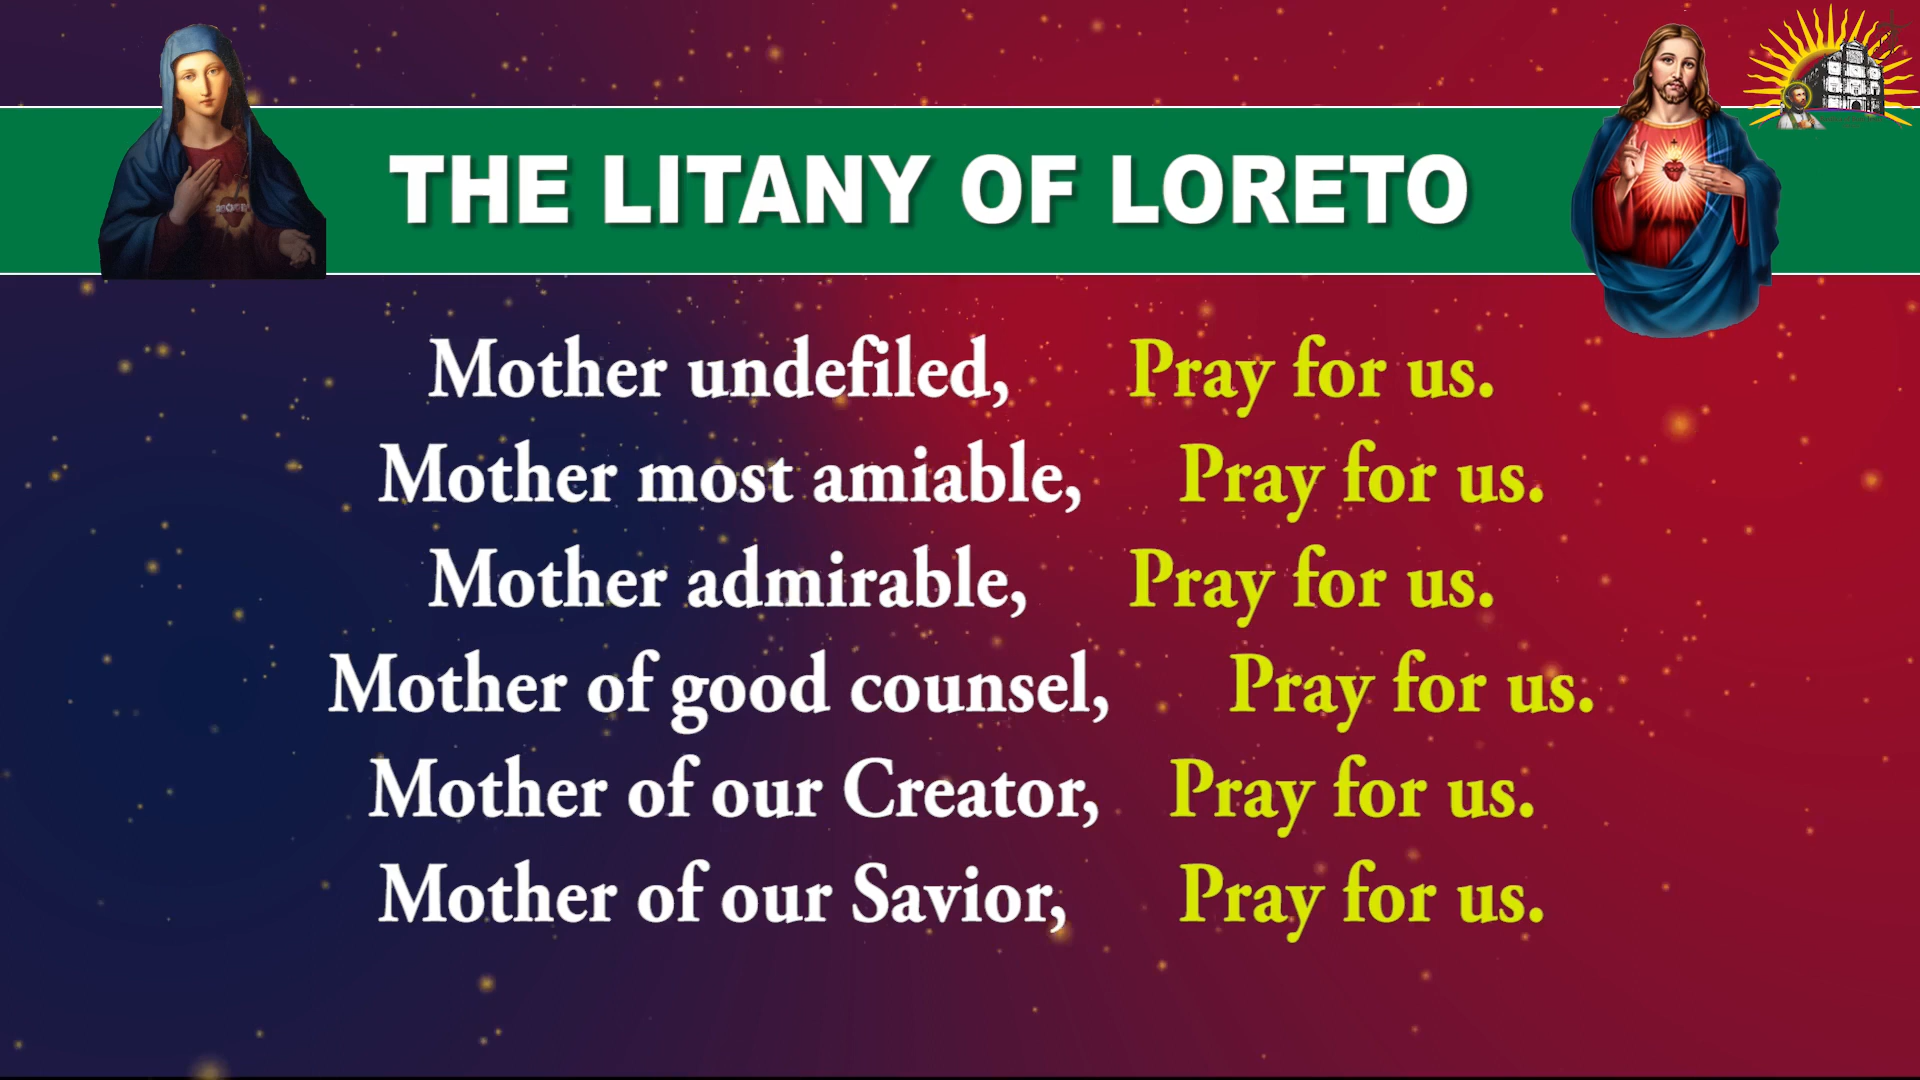 THE LITANY OF LORETO
Mother undefiled, Pray for us.
Mother most amiable, Pray for us.
Mother admirable, Pray for us.
Mother of good counsel, Pray for us.
Mother of our Creator, Pray for us.
Mother of our Savior, Pray for us.